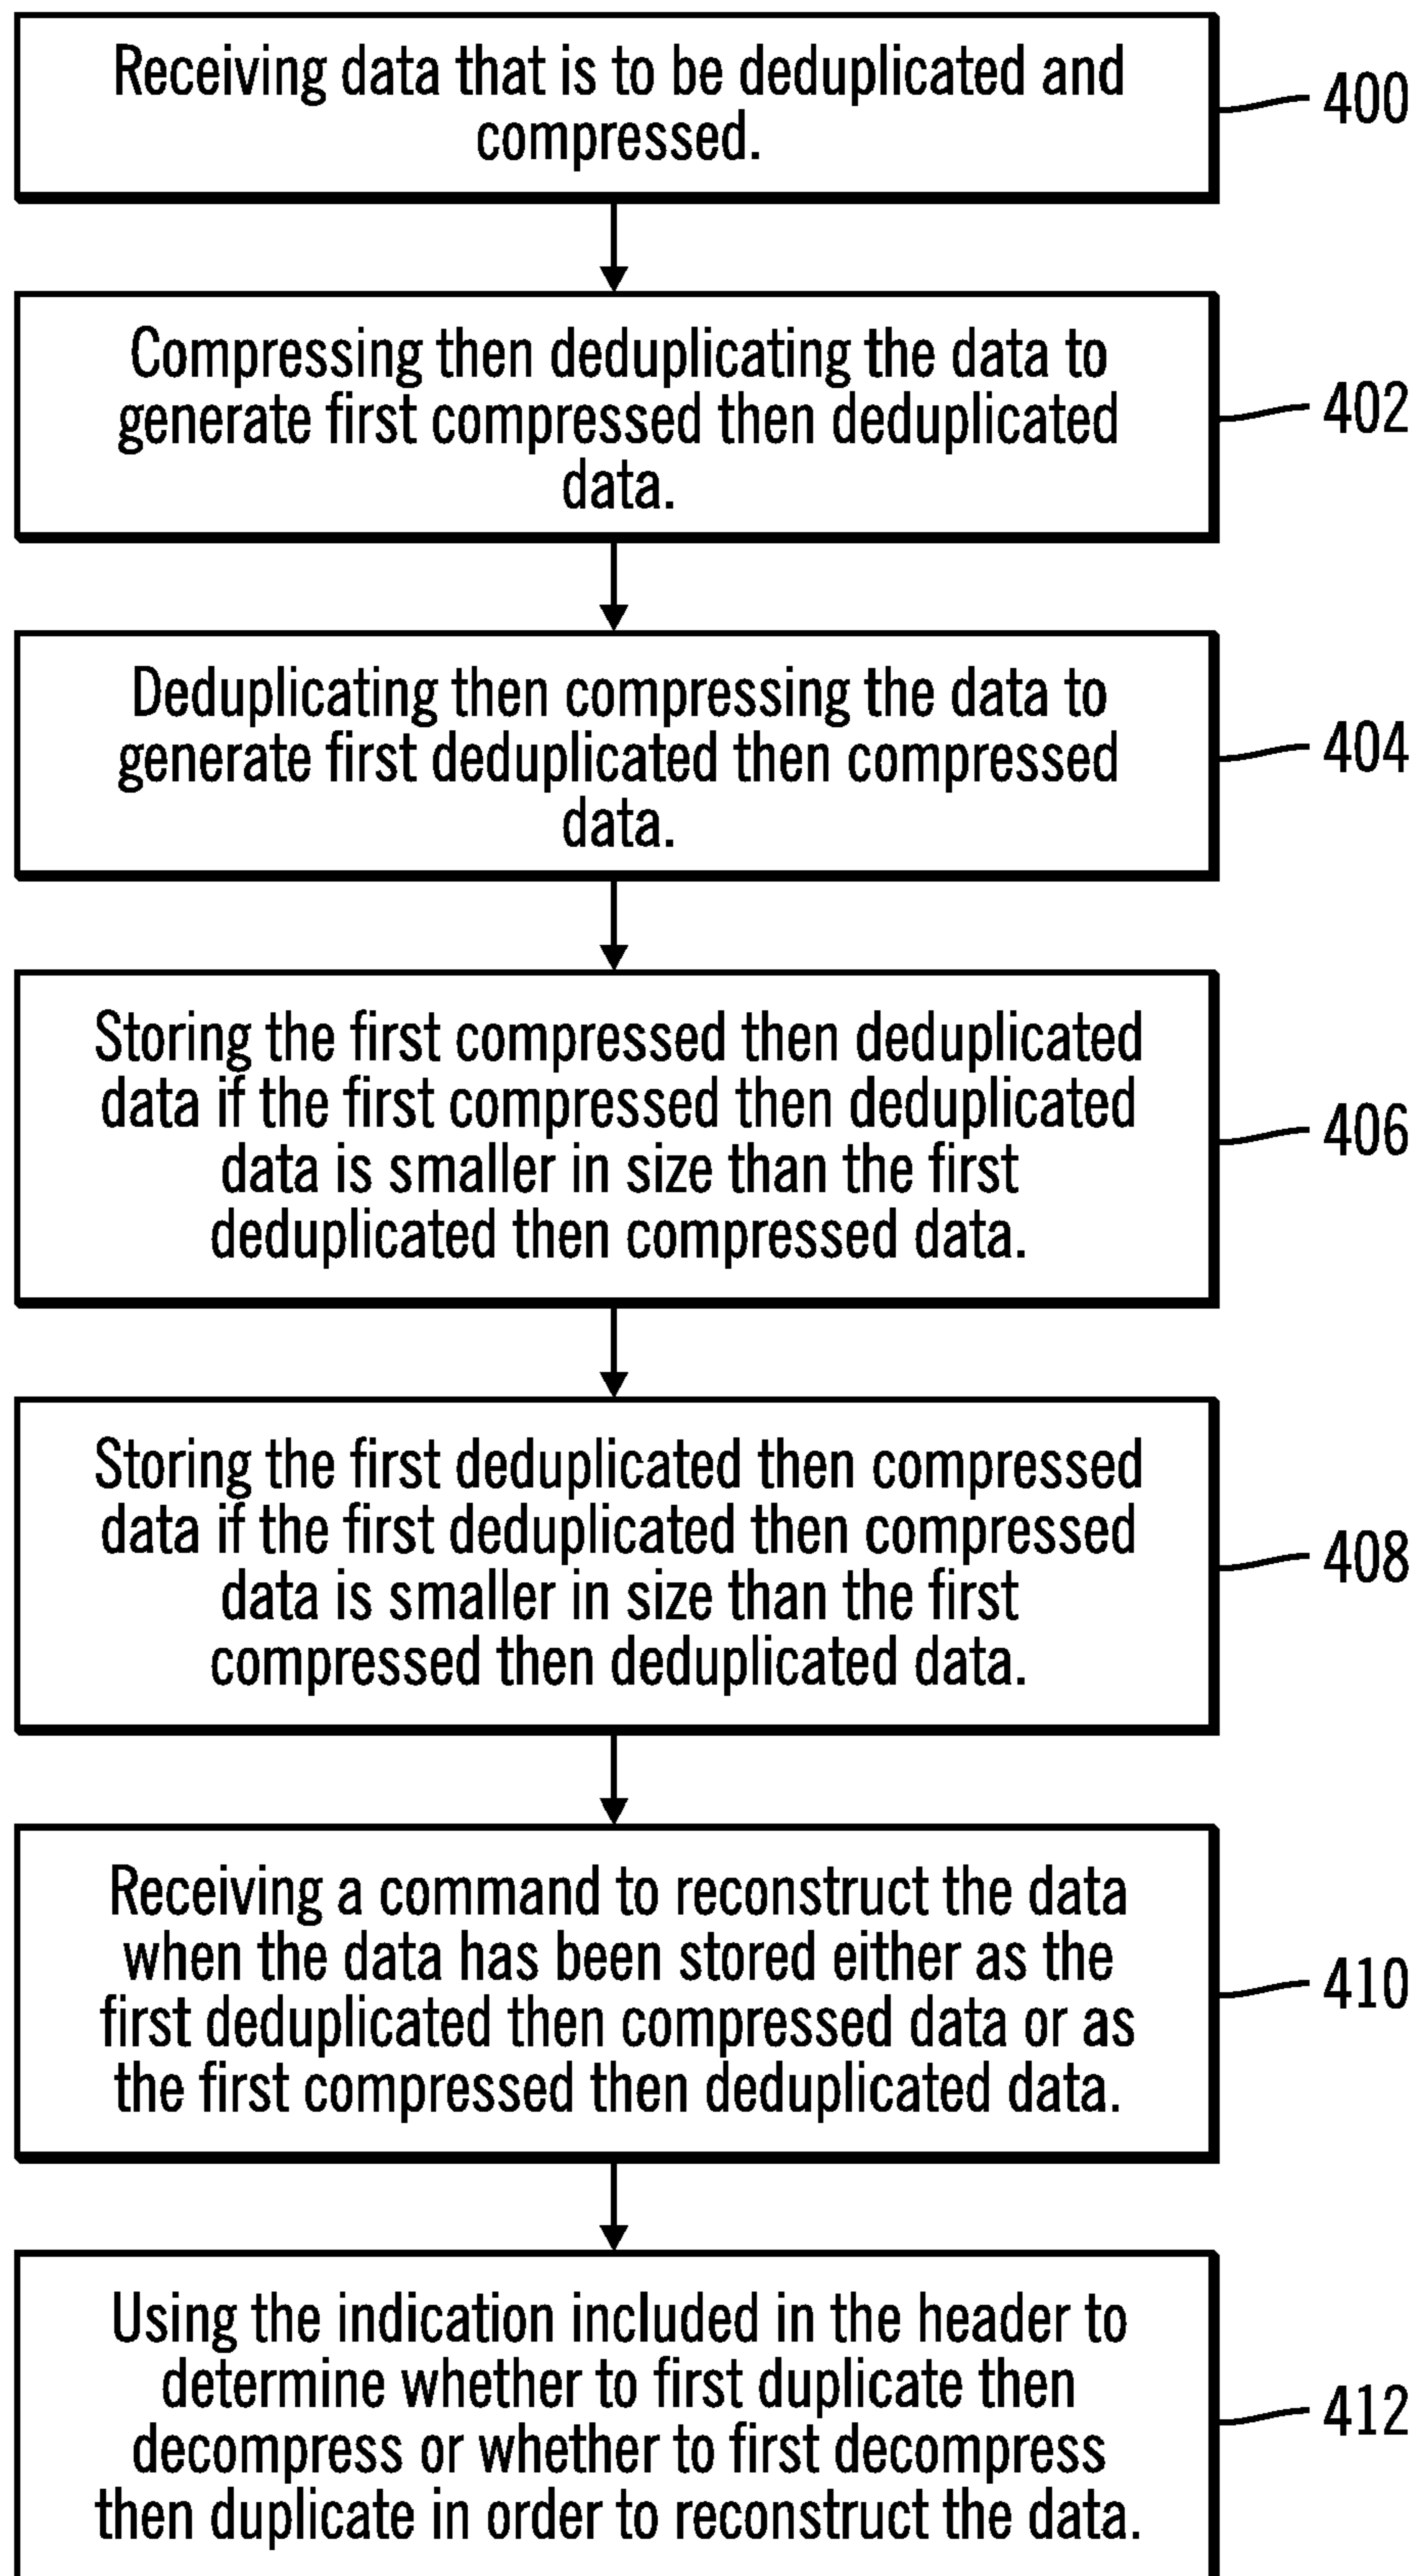 Receiving data that is to be deduplicated and
compressed.
400
Compressing then deduplicating the data to
generate first compressed then deduplicated
data.
402
Deduplicating then compressing the data to
generate first deduplicated then compressed
data.
404
Storing the first compressed then deduplicated
data if the first compressed then deduplicated
data is smaller in size than the first
deduplicated then compressed data.
406
Storing the first deduplicated then compressed
data if the first deduplicated then compressed
data is smaller in size than the first
compressed then deduplicated data.
408
Receiving a command to reconstruct the data
when the data has been stored either as the
first deduplicated then compressed data or as
the first compressed then deduplicated data.
410
Using the indication included in the header to
determine whether to first duplicate then
decompress or whether to first decompress
then duplicate in order to reconstruct the data.
412